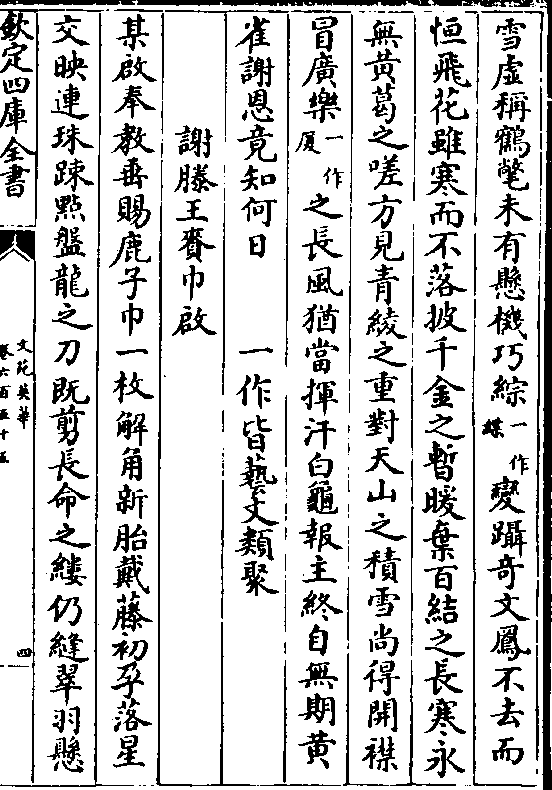 雪虚稱鶴氅未有懸機巧綜一作緤變躡奇文鳳不去而
恒飛花雖寒而不落披千金之暫暖棄百結之長寒永
無黄葛之嗟方見青綾之重對天山之積雪尚得開襟
冒廣樂一作厦之長風猶當揮汗白龜報主終自無期黄
雀謝恩竟知何日 一作皆藝文類聚
謝滕王賚巾啟
某啟奉教垂賜鹿子巾一枚解角新胎戴藤初孕落星
交映連珠踈點盤龍之刀既剪長命之縷仍縫翠羽懸
欽定四庫全書
文苑英華
卷六百五十五
四